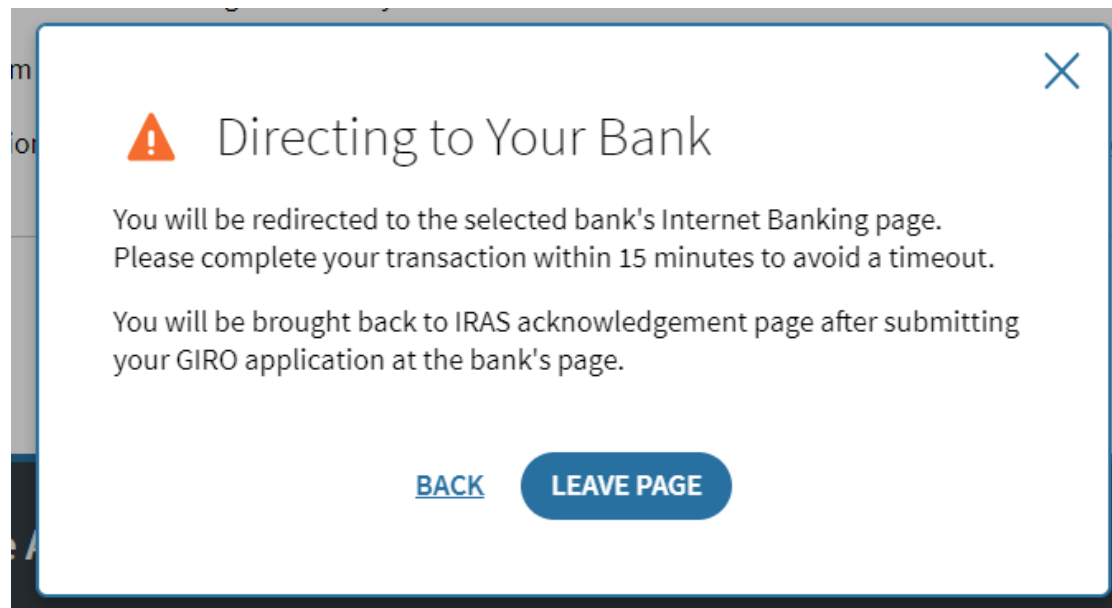 m
Directing to Your Bank
ion
You will be redirected to the selected bank's Internet Banking page.
Please complete your transaction within 15 minutes to avoid a timeout.
You will be brought back to IRAS acknowledgement page after submitting
your GIRO application at the bank's page.
BACK LEAVE PAGE
e A